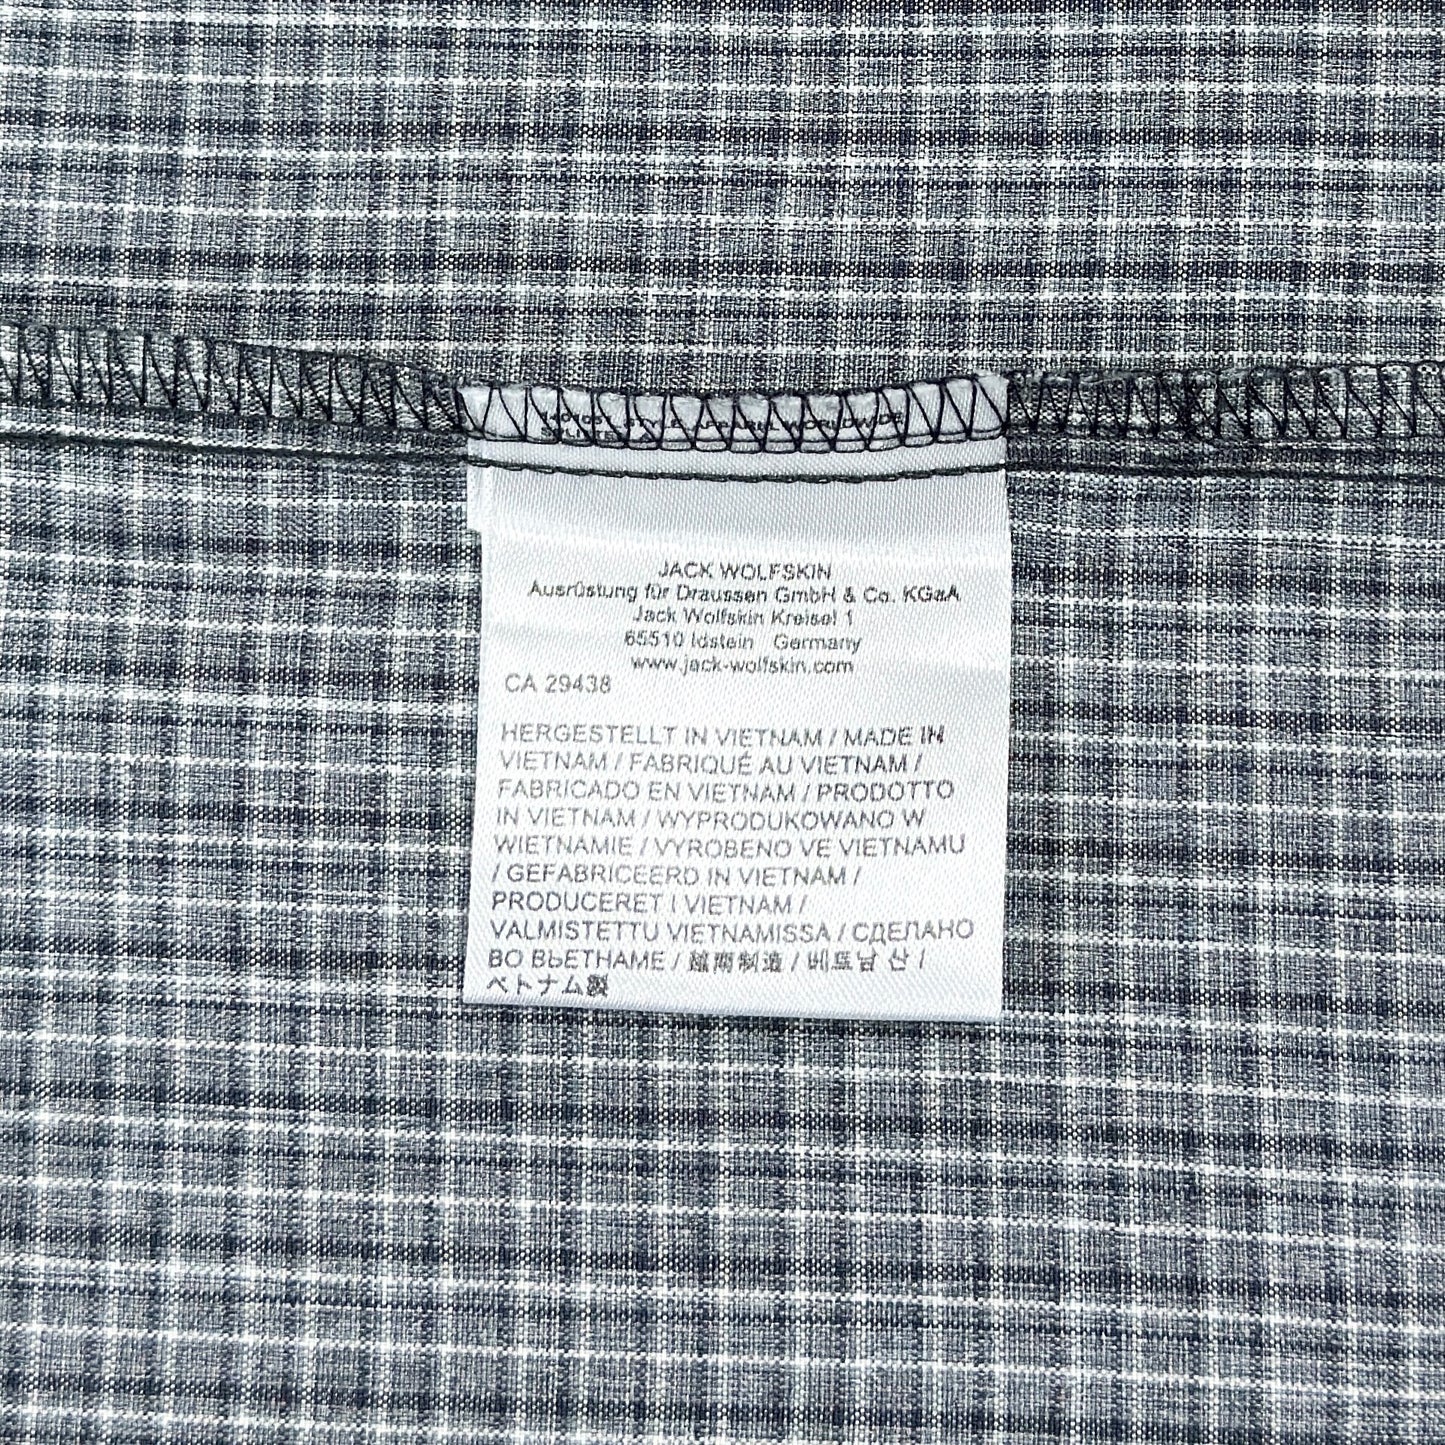 STYLE APPAREL WORLDWIDE
JACK WOLFSKIN
Ausrüstung für Draussen GmbH & Co. KGaA
Jack Wolfskin Kreisel 1
65510 Idstein Germany
www.jack-wolfskin.com
CA 29438
HERGESTELLT IN VIETNAM / MADE IN
VIETNAM / FABRIQUÉ AU VIETNAM /
FABRICADO EN VIETNAM / PRODOTTO
IN VIETNAM / WYPRODUKOWANO W
WIETNAMIE / VYROBENO VE VIETNAMU
/ GEFABRICEERD IN VIETNAM /
PRODUCERET I VIETNAM /
VALMISTETTU VIETNAMISSA / СДЕЛАНО
ВО ВЬЕТНАМЕ / 越南制造 / 베트남 산 /
ベトナム製